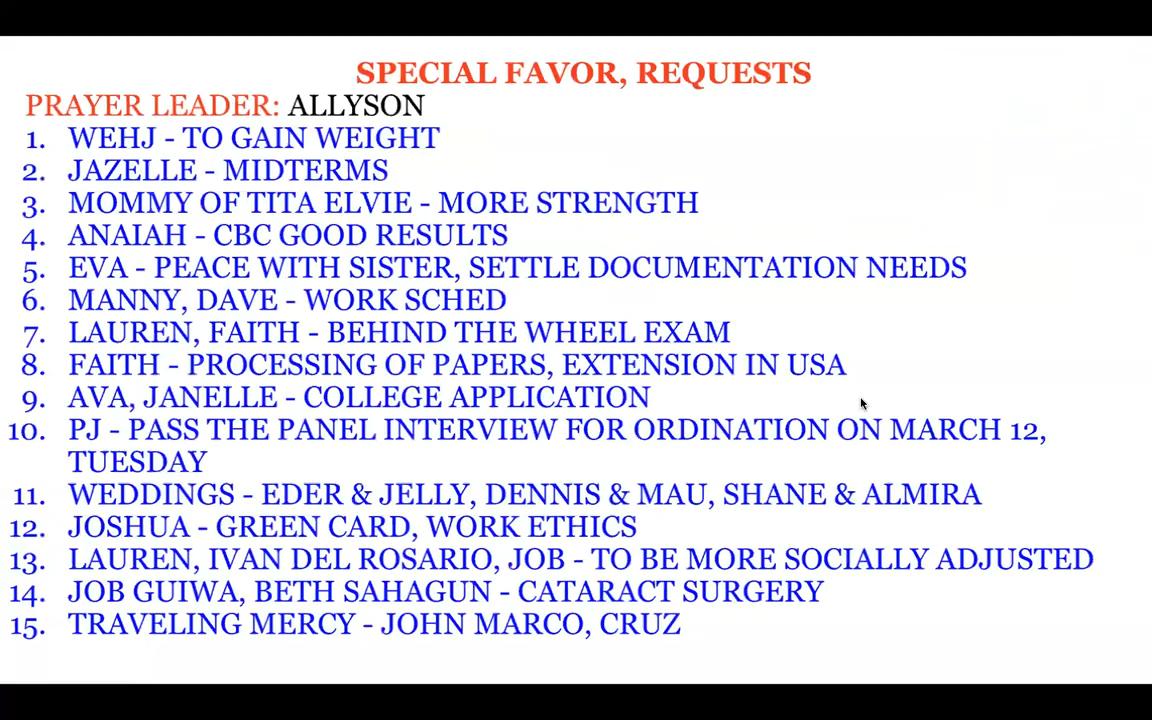 SPECIAL FAVOR, REQUESTS
PRAYER LEADER: ALLYSON
1. WEHJ - TO GAIN WEIGHT
2. JAZELLE - MIDTERMS
3. MOMMY OF TITA ELVIE - MORE STRENGTH
4. ANAIAH - CBC GOOD RESULTS
5. EVA - PEACE WITH SISTER, SETTLE DOCUMENTATION NEEDS
6. MANNY, DAVE - WORK SCHED
7. LAUREN, FAITH - BEHIND THE WHEEL EXAM
8. FAITH - PROCESSING OF PAPERS, EXTENSION IN USA
9. AVA, JANELLE - COLLEGE APPLICATION
10. PJ - PASS THE PANEL INTERVIEW FOR ORDINATION ON MARCH 12,
TUESDAY
11. WEDDINGS - EDER & JELLY, DENNIS & MAU, SHANE & ALMIRA
12. JOSHUA - GREEN CARD, WORK ETHICS
13. LAUREN, IVAN DEL ROSARIO, JOB - TO BE MORE SOCIALLY ADJUSTED
14. JOB GUIWA, BETH SAHAGUN - CATARACT SURGERY
15. TRAVELING MERCY - JOHN MARCO, CRUZ